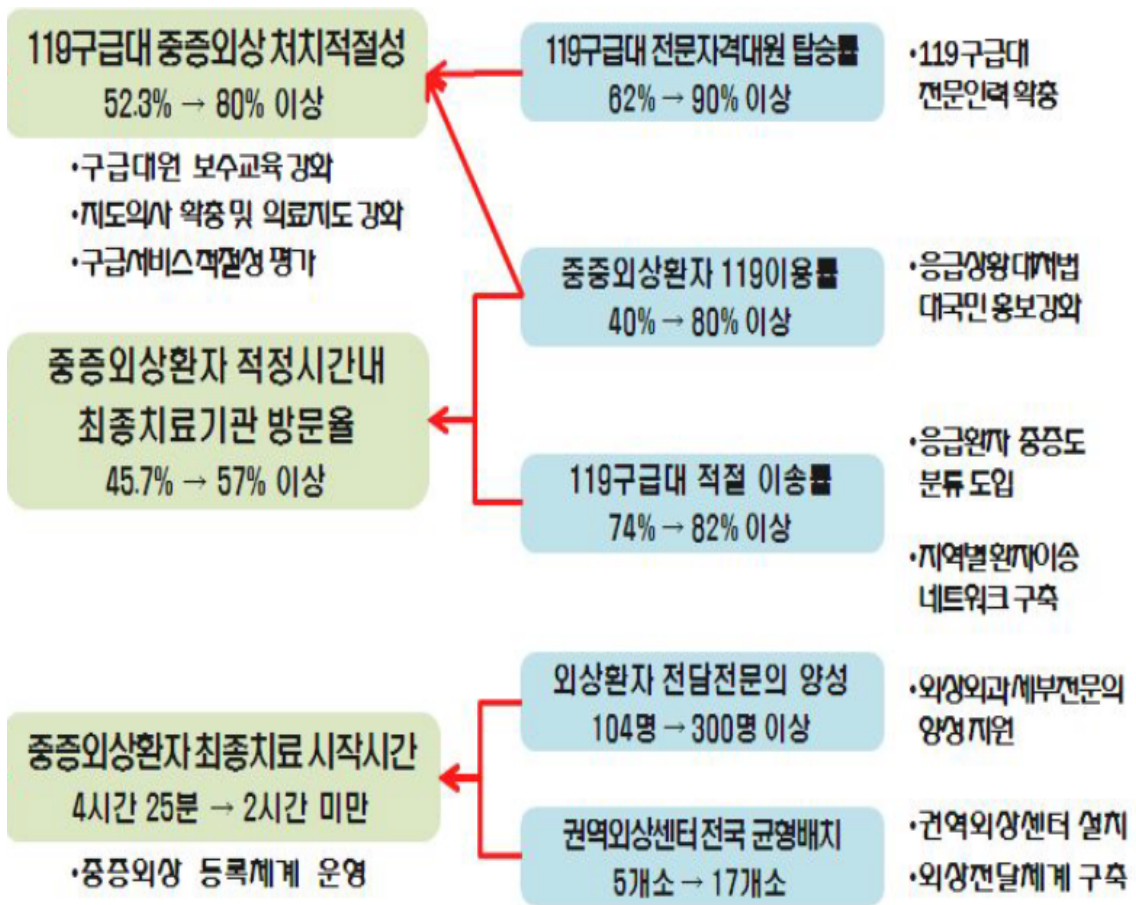 119구급대 중증외상 처치적절성
52.3% → 80% 이상
•구급대원 보수교육 강화
•지도의사 확충 및 의료지도 강화
•구급서비스적절성 평가
중증외상환자 적정시간내
최종치료기관 방문율
45.7% → 57% 이상
중증외상환자 최종치료 시작시간
4시간 25분 → 2시간 미만
•중증외상 등록체계 운영
119구급대 전문자격대원 탑승률
62% → 90% 이상
중증외상환자 119이용률
40% → 80% 이상
119구급대 적절 이송률
74% → 82% 이상
외상환자 전담전문의 양성
104명 → 300명 이상
권역외상센터 전국 균형배치
5개소 → 17개소
•119구급대
전문인력 확충
•응급상황 대처법
대국민 홍보강화
•응급환자 중증도
분류 도입
•지역별 환자이송
네트워크 구축
•외상외과 세부전문의
양성 지원
•권역외상센터 설치
•외상전달체계 구축